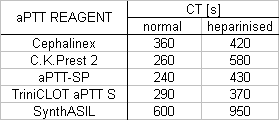 aPTT REAGENT CT [s]
normal heparinised
Cephalinex 360 420
C.K.Prest 2 260 580
aPTT-SP 240 430
TriniCLOT aPTT S 290 370
SynthASIL 600 950